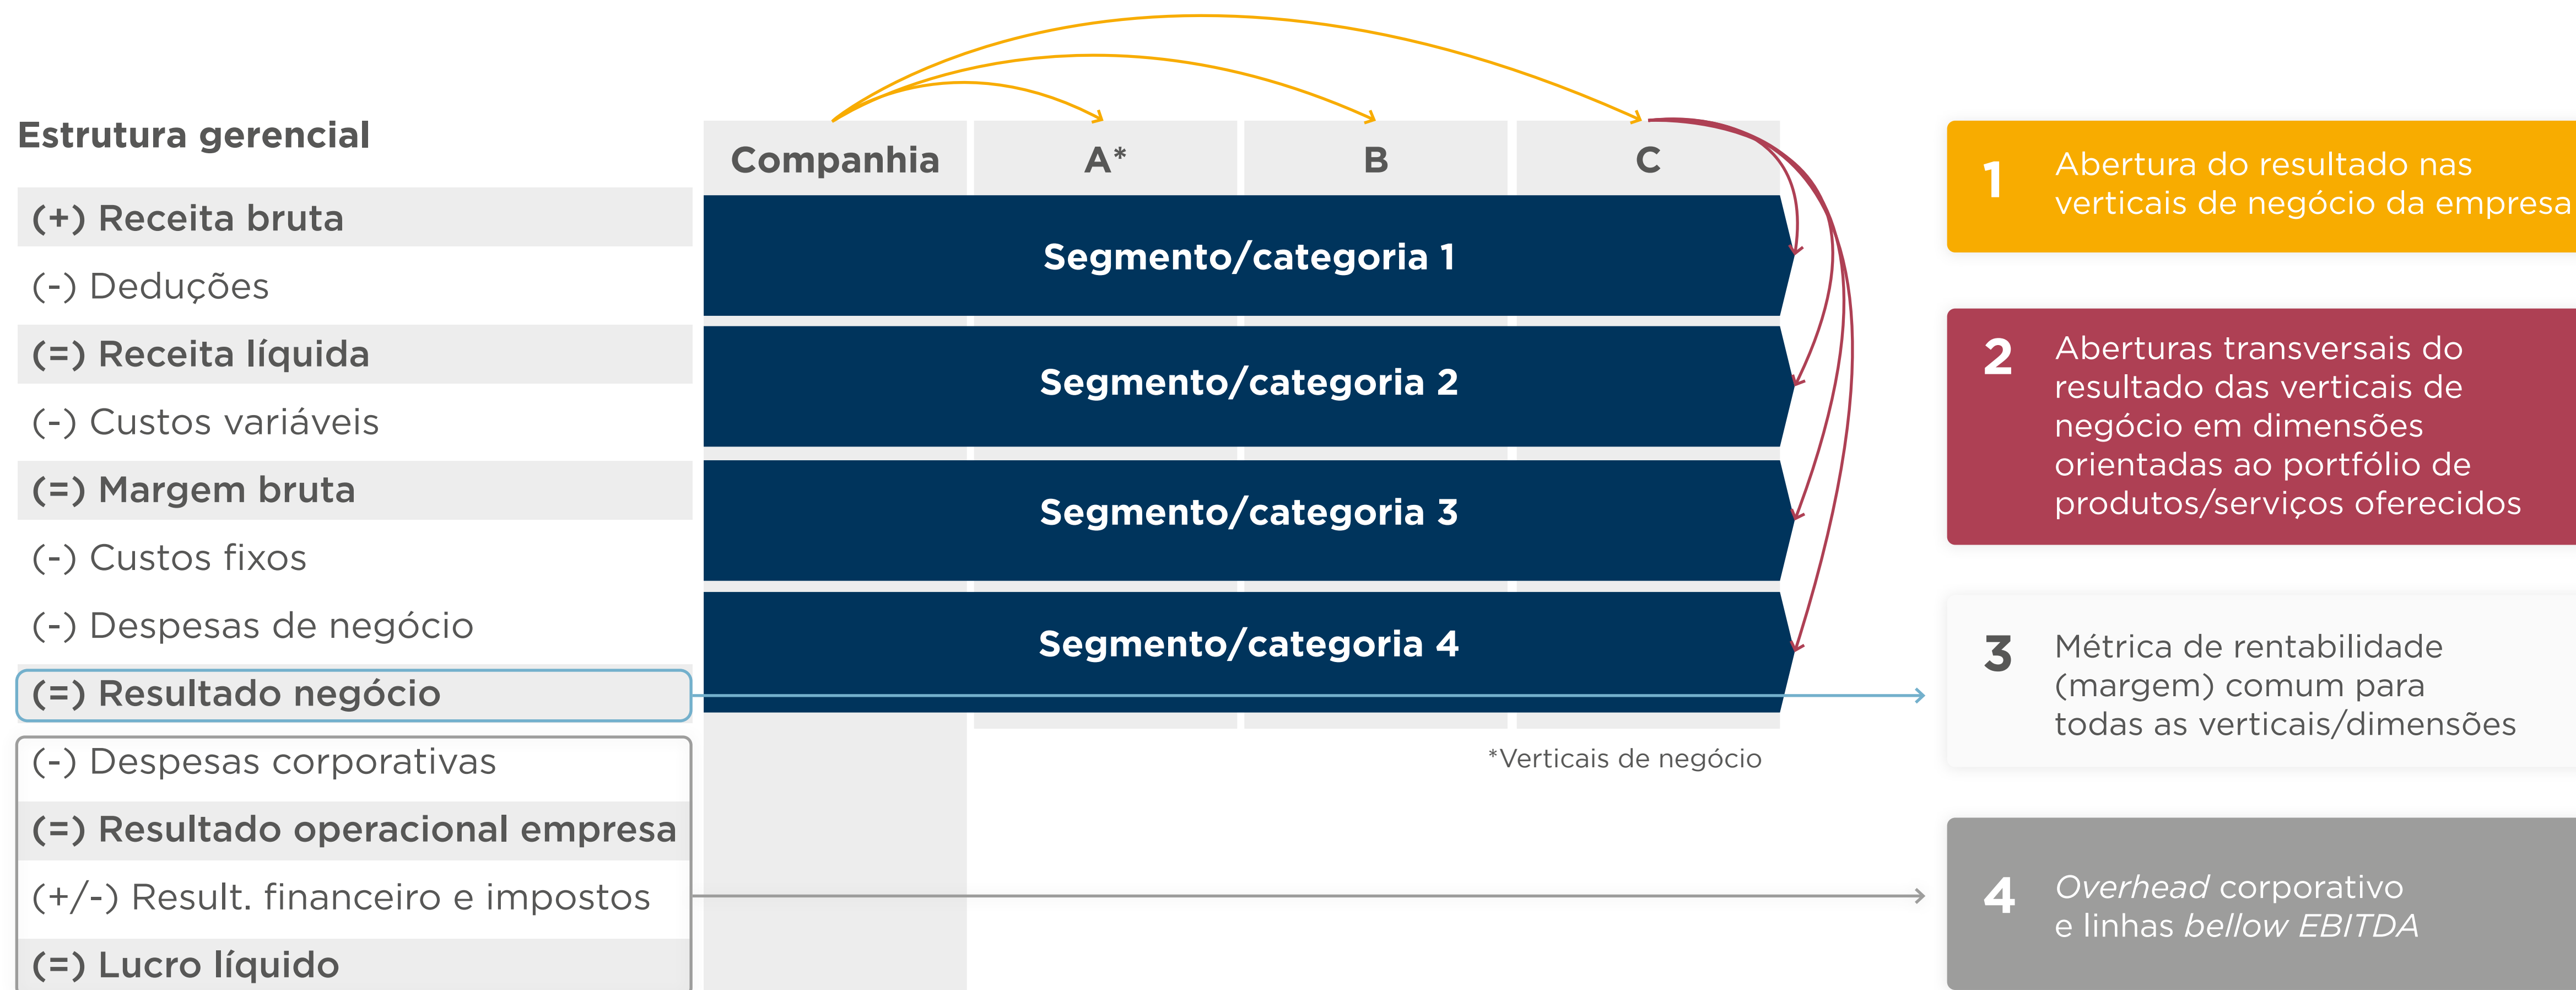 Estrutura gerencial
(+) Receita bruta
(-) Deduções
(=) Receita líquida
(-) Custos variáveis
(=) Margem bruta
(-) Custos fixos
(-) Despesas de negócio
(=) Resultado negócio
(-) Despesas corporativas
(=) Resultado operacional empresa
(+/-) Result. financeiro e impostos
(=) Lucro líquido
Companhia
A*
B
C
Segmento/categoria 1
Segmento/categoria 2
Segmento/categoria 3
Segmento/categoria 4
*Verticais de negócio
1
Abertura do resultado nas
verticais de negócio da empresa
2
Aberturas transversais do
resultado das verticais de
negócio em dimensões
orientadas ao portfólio de
produtos/serviços oferecidos
3
Métrica de rentabilidade
(margem) comum para
todas as verticais/dimensões
4
Overhead corporativo
e linhas bellow EBITDA